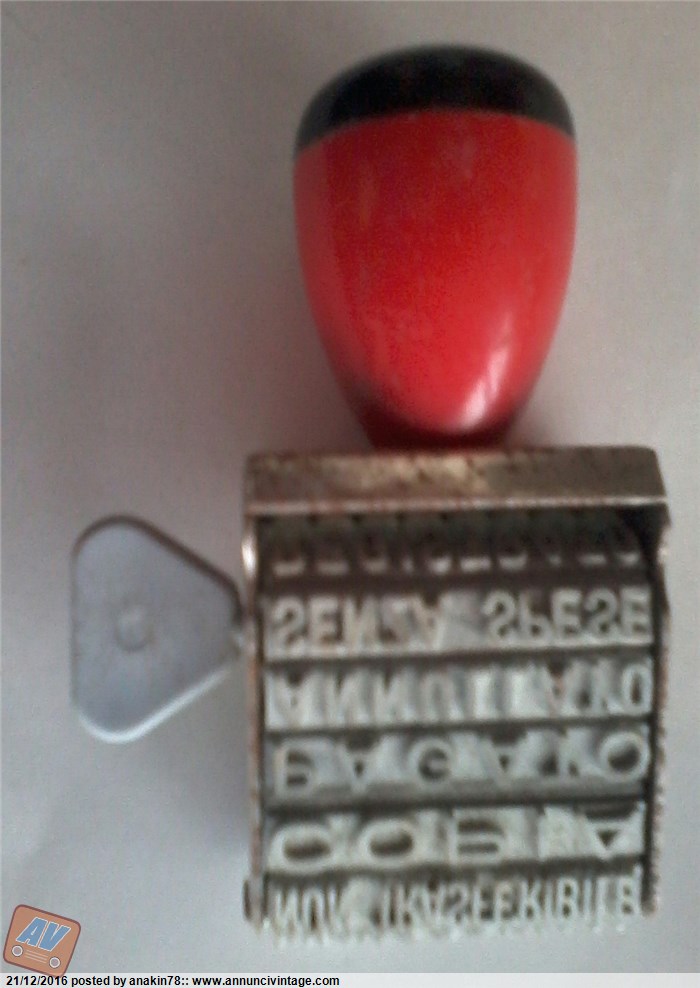 SENZA SPESE
ANNULLATO
PAGATO
COPIA
NON TRASFERIBILE
AV
21/12/2016 posted by anakin78:: www.annuncivintage.com